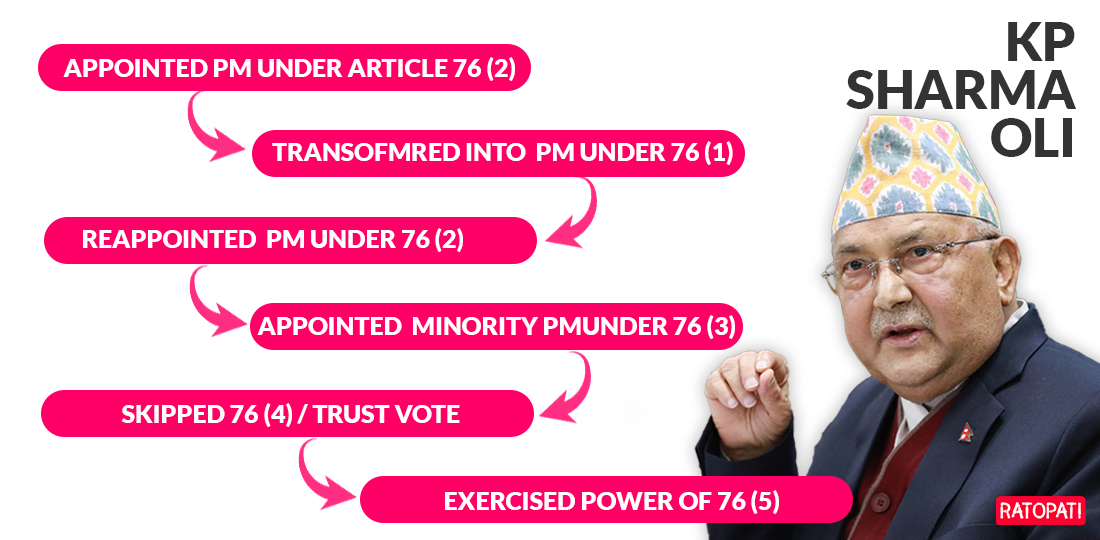 KP
SHARMA
OLI
APPOINTED PM UNDER ARTICLE 76 (2)
TRANSOFMRED INTO PM UNDER 76 (1)
REAPPOINTED PM UNDER 76 (2)
APPOINTED MINORITY PMUNDER 76 (3)
SKIPPED 76 (4) / TRUST VOTE
EXERCISED POWER OF 76 (5)
RATOPATI